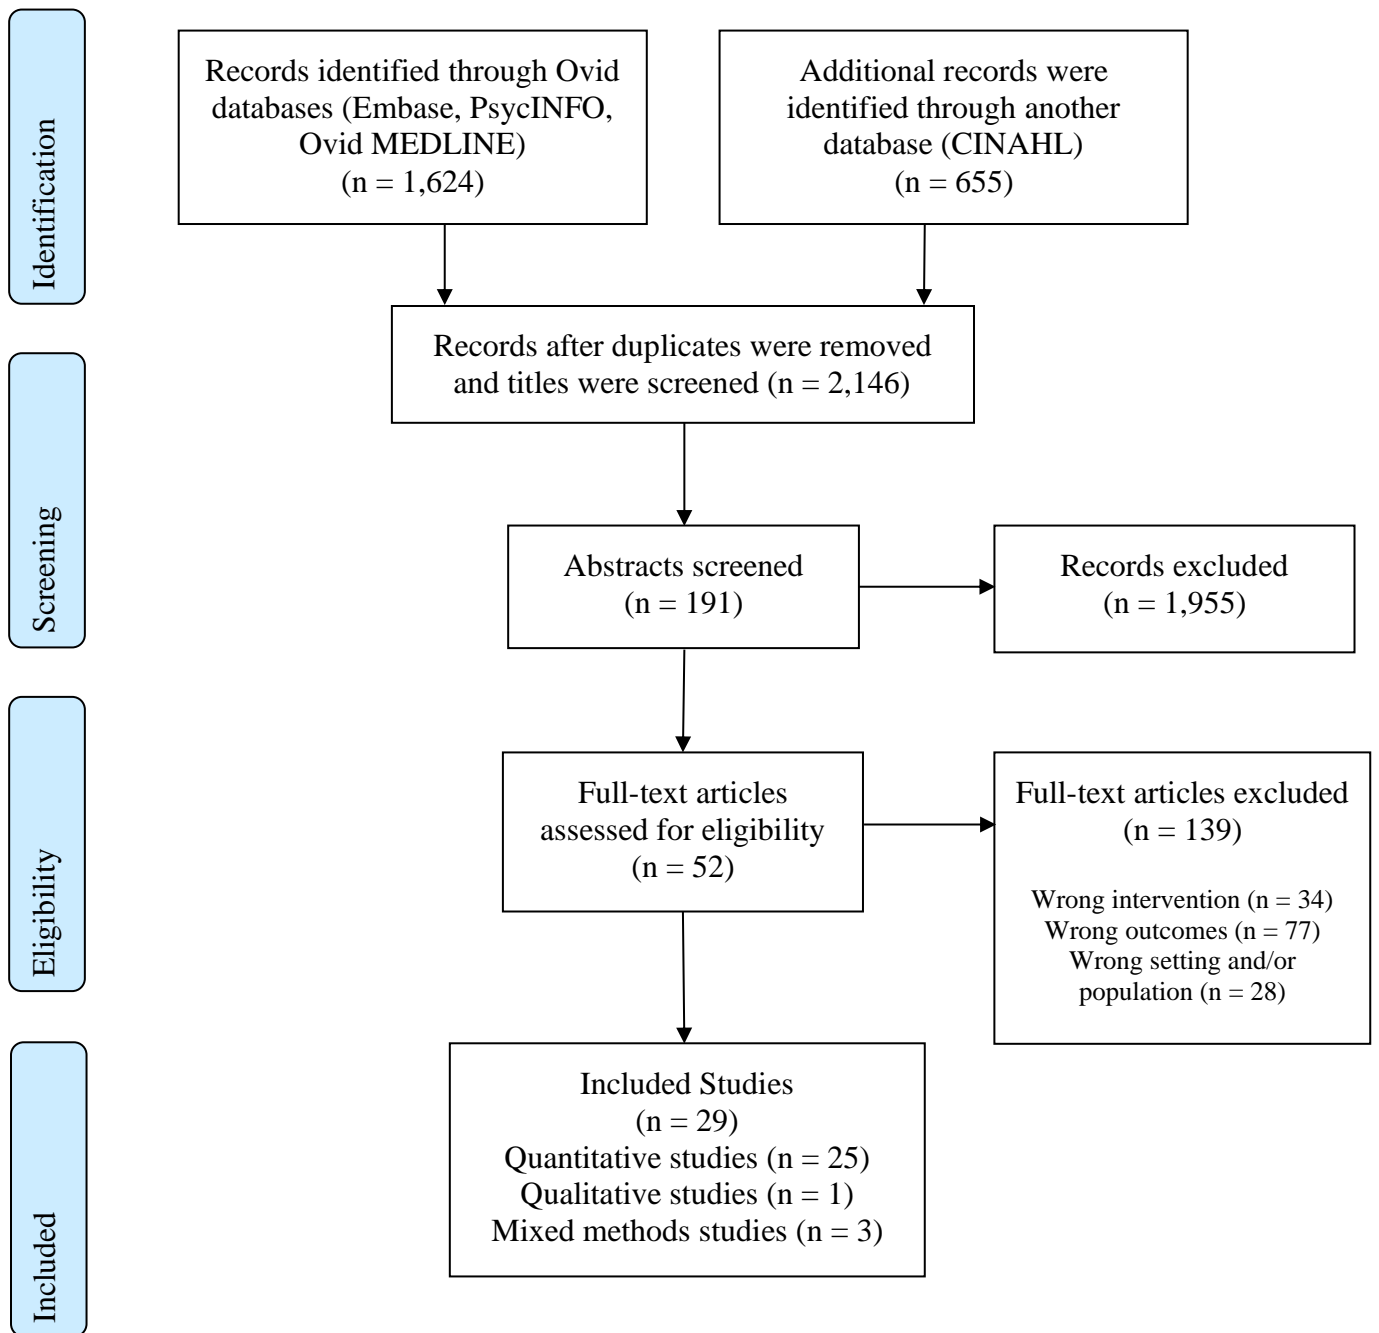 Identification
Records identified through Ovid
databases (Embase, PsycINFO,
Ovid MEDLINE)
(n = 1,624)
Additional records were
identified through another
database (CINAHL)
(n = 655)
Records after duplicates were removed
and titles were screened (n = 2,146)
Screening
Abstracts screened
(n = 191)
Records excluded
(n = 1,955)
Eligibility
Full-text articles
assessed for eligibility
(n = 52)
Full-text articles excluded
(n = 139)
Wrong intervention (n = 34)
Wrong outcomes (n = 77)
Wrong setting and/or
population (n = 28)
Included
Included Studies
(n = 29)
Quantitative studies (n = 25)
Qualitative studies (n = 1)
Mixed methods studies (n = 3)